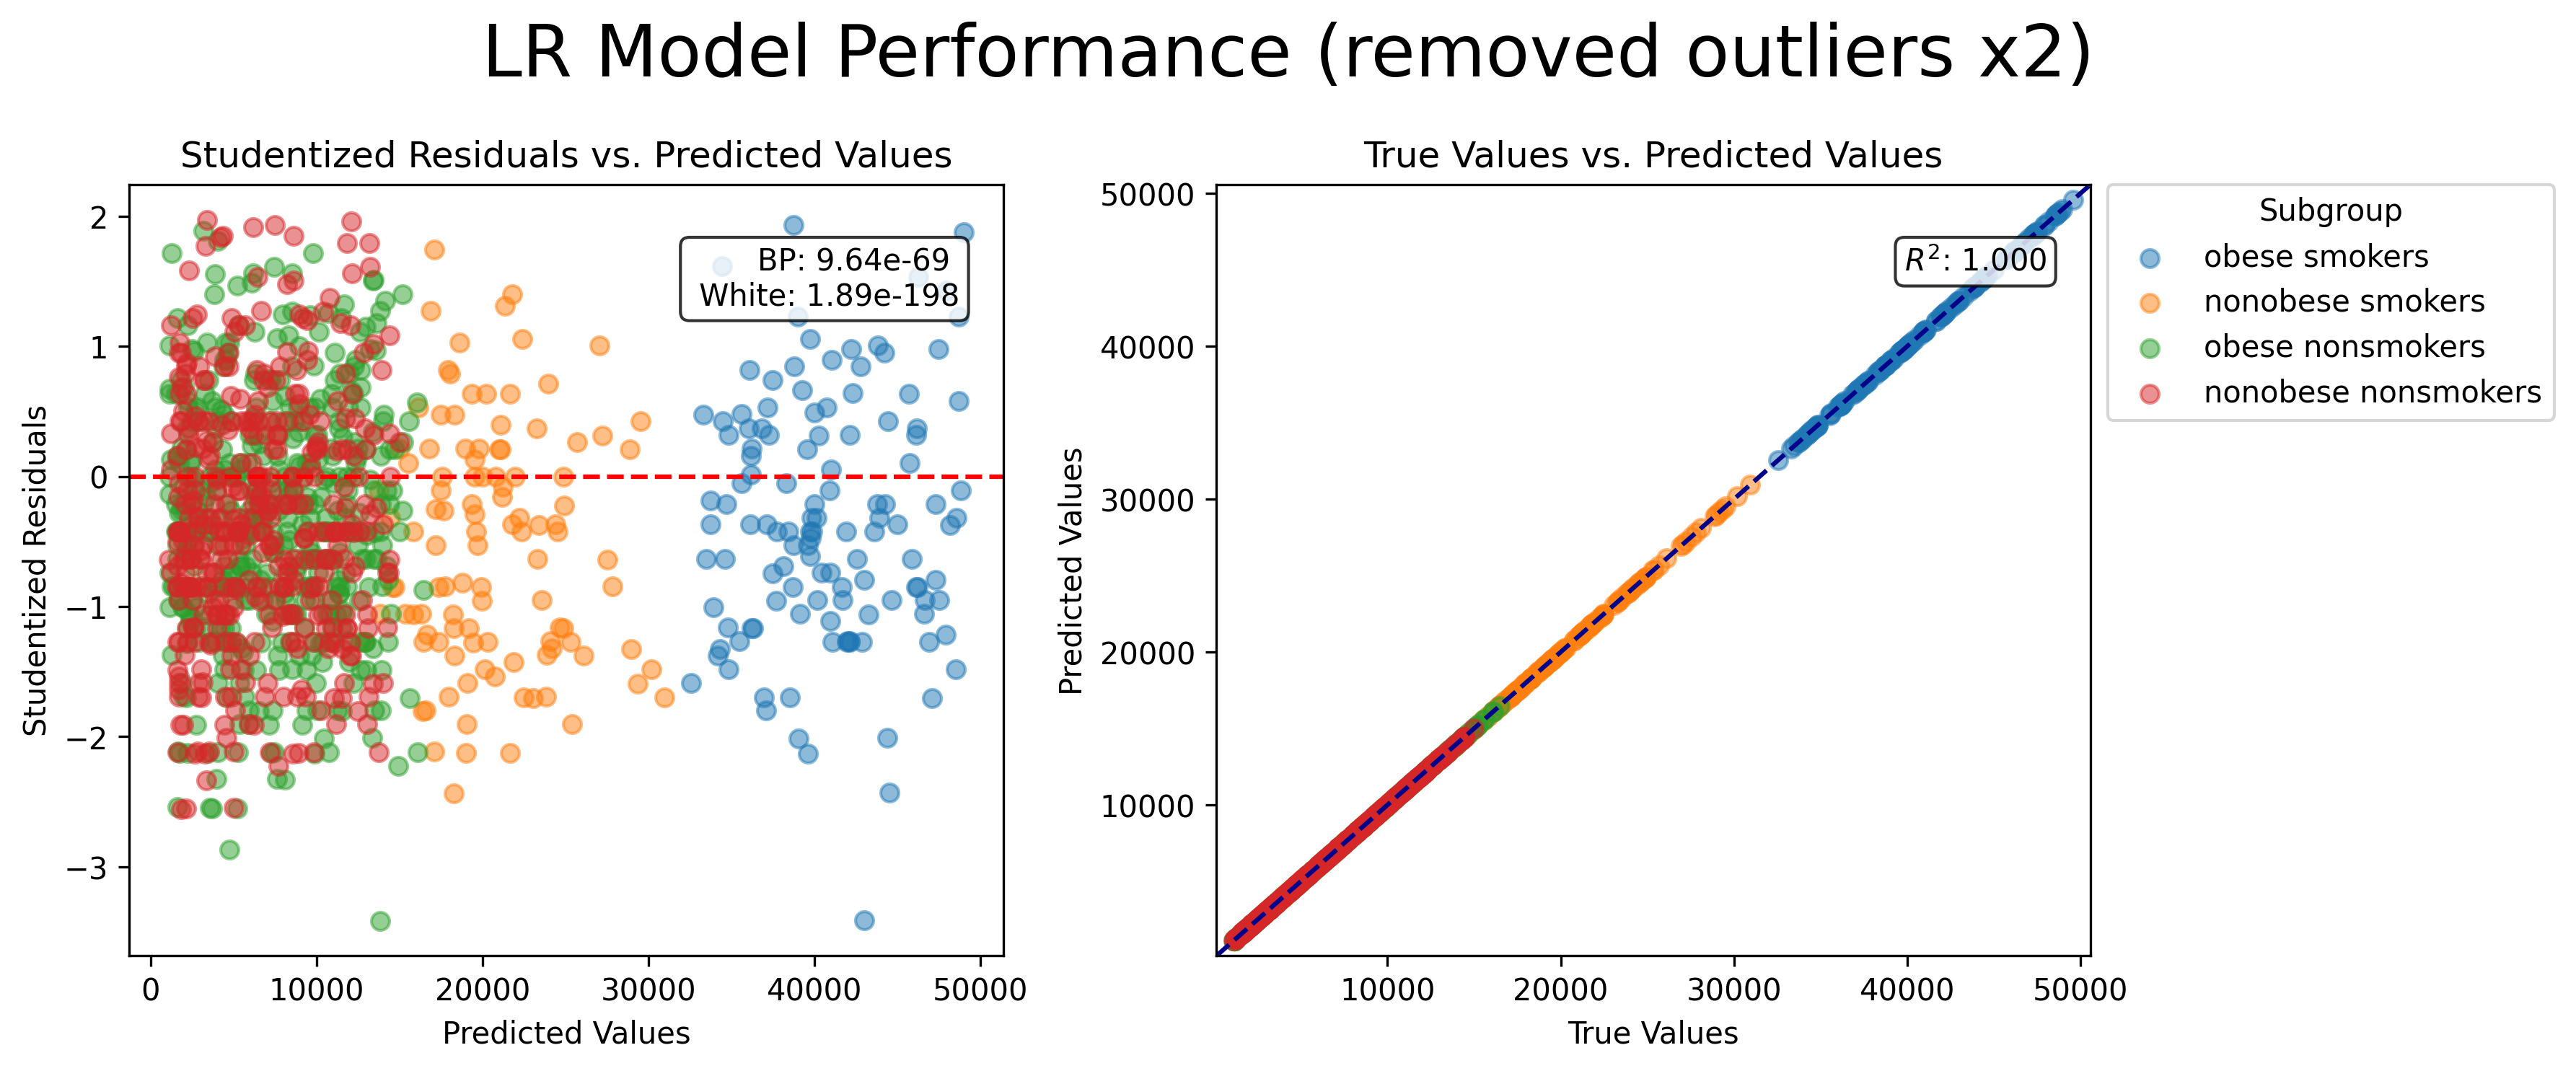 LR Model Performance (removed outliers x2)
Studentized Residuals vs. Predicted Values
Studentized Residuals
2
1
0
−1
−2
−3
BP: 9.64e-69
White: 1.89e-198
0
10000
20000
30000
40000
50000
Predicted Values
True Values vs. Predicted Values
Predicted Values
50000
40000
30000
20000
10000
R²: 1.000
10000
20000
30000
40000
50000
True Values
Subgroup
obese smokers
nonobese smokers
obese nonsmokers
nonobese nonsmokers